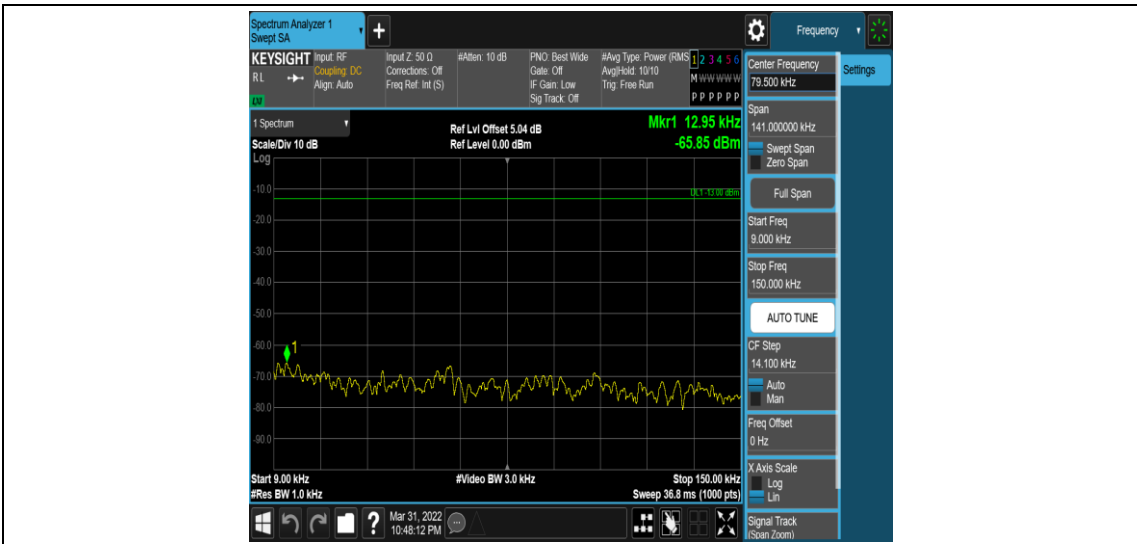 Spectrum Analyzer 1
Swept SA
+
Frequency
KEYSIGHT
RL
LXI
Input: RF
Coupling: DC
Align: Auto
Input Z: 50 Ω
Corrections: Off
Freq Ref: Int (S)
#Atten: 10 dB
PNO: Best Wide
Gate: Off
IF Gain: Low
Sig Track: Off
#Avg Type: Power (RMS
Avg|Hold: 10/10
Trig: Free Run
1 2 3 4 5 6
M W W W W W
P P P P P P
1 Spectrum
Scale/Div 10 dB
Log
Ref Lvl Offset 5.04 dB
Ref Level 0.00 dBm
Mkr1 12.95 kHz
-65.85 dBm
DL1 -13.00 dBm
-10.0
-20.0
-30.0
-40.0
-50.0
-60.0
1
-70.0
-80.0
-90.0
Start 9.00 kHz
#Video BW 3.0 kHz
Stop 150.00 kHz
#Res BW 1.0 kHz
Sweep 36.8 ms (1000 pts)
?
Mar 31, 2022
10:48:12 PM
Center Frequency
79.500 kHz
Settings
Span
141.000000 kHz
Swept Span
Zero Span
Full Span
Start Freq
9.000 kHz
Stop Freq
150.000 kHz
AUTO TUNE
CF Step
14.100 kHz
Auto
Man
Freq Offset
0 Hz
X Axis Scale
Log
Lin
Signal Track
(Span Zoom)